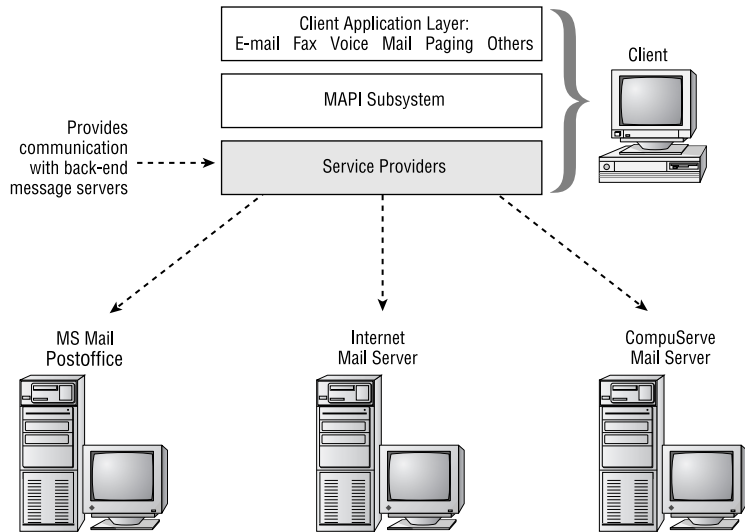 Client Application Layer:
E-mail Fax Voice Mail Paging Others
Client
MAPI Subsystem
Provides
communication
with back-end
message servers
Service Providers
MS Mail
Postoffice
Internet
Mail Server
CompuServe
Mail Server